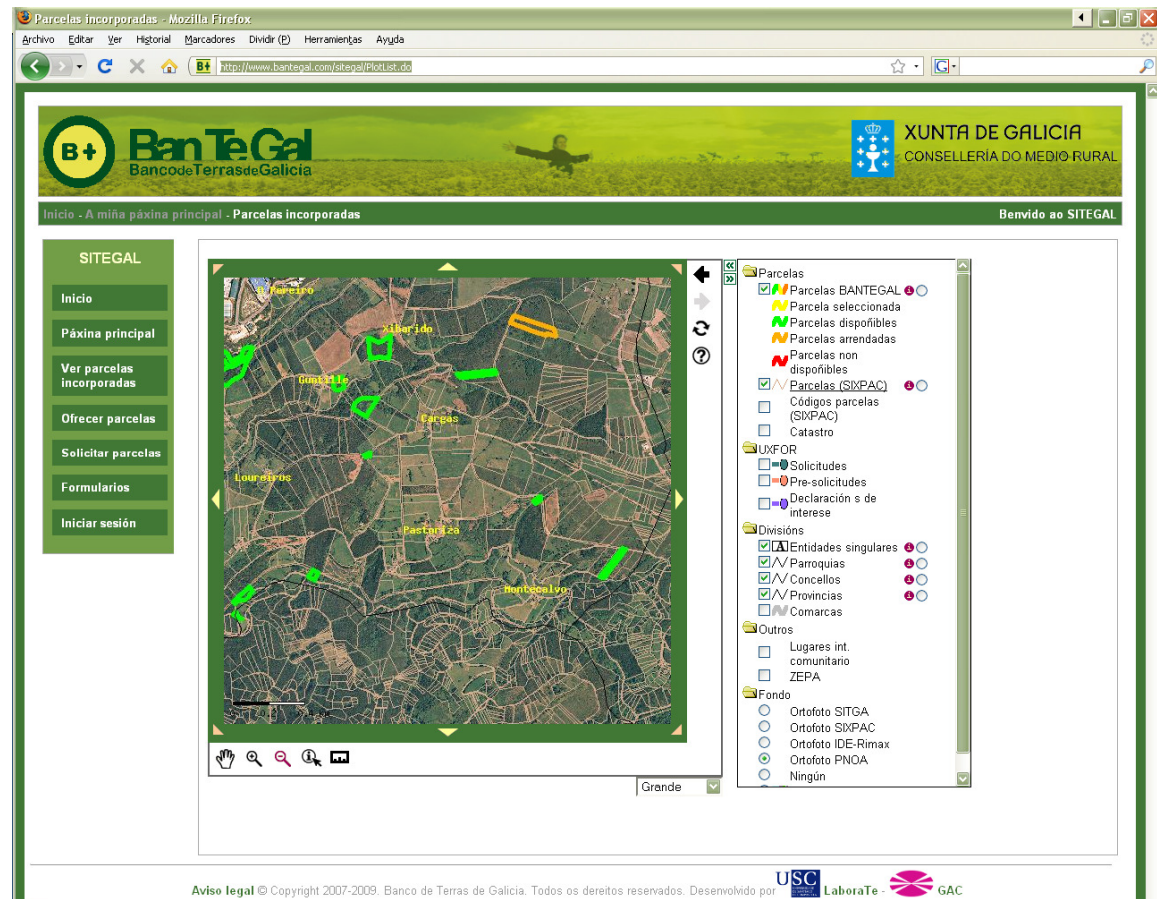 Parcelas incorporadas - Mozilla Firefox
Archivo Editar Ver Historial Marcadores Dividir (P) Herramientas Ayuda
B+ http://www.bantegal.com/sitegal/PlotList.do
G
B+ BanTeGal
BancodeTerrasdeGalicia
XUNTA DE GALICIA
CONSELLERÍA DO MEDIO RURAL
Inicio - A miña páxina principal - Parcelas incorporadas
Benvido ao SITEGAL
SITEGAL
Inicio
Páxina principal
Ver parcelas
incorporadas
Ofrecer parcelas
Solicitar parcelas
Formularios
Iniciar sesión
Xibarido
Guntille
Cargos
Loureiros
Pastoriza
Montecalvo
Grande
Parcelas
Parcelas BANTEGAL
Parcela seleccionada
Parcelas dispoñibles
Parcelas arrendadas
Parcelas non
dispoñibles
Parcelas (SIXPAC)
Códigos parcelas
(SIXPAC)
Catastro
UXFOR
Solicitudes
Pre-solicitudes
Declaración s de
interese
Divisións
A Entidades singulares
Parroquias
Concellos
Provincias
Comarcas
Outros
Lugares int.
comunitario
ZEPA
Fondo
Ortofoto SITGA
Ortofoto SIXPAC
Ortofoto IDE-Rimax
Ortofoto PNOA
Ningún
Aviso legal © Copyright 2007-2009. Banco de Terras de Galicia. Todos os dereitos reservados. Desenvolvido por USC LaboraTe - GAC